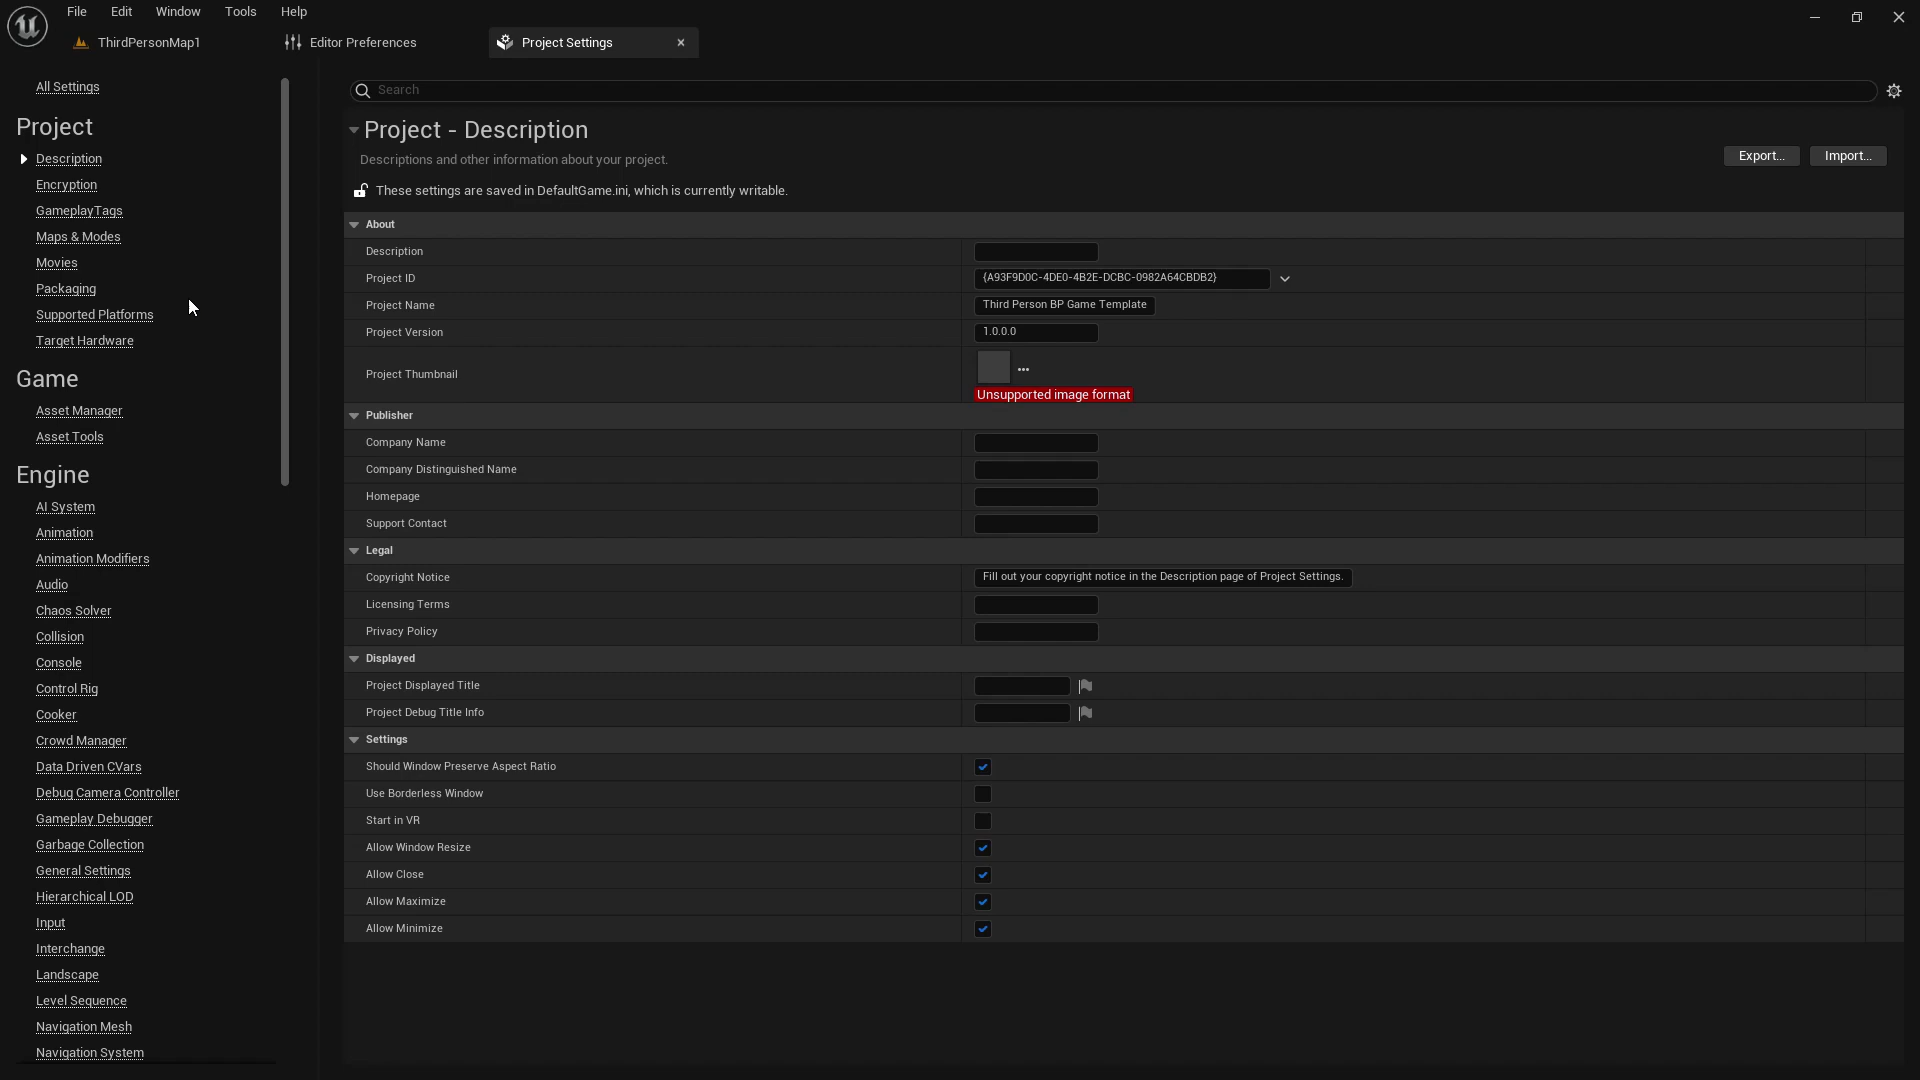 File Edit Window Tools Help
ThirdPersonMap1 Editor Preferences Project Settings
All Settings
Project
Description
Encryption
GameplayTags
Maps & Modes
Movies
Packaging
Supported Platforms
Target Hardware
Game
Asset Manager
Asset Tools
Engine
AI System
Animation
Animation Modifiers
Audio
Chaos Solver
Collision
Console
Control Rig
Cooker
Crowd Manager
Data Driven CVars
Debug Camera Controller
Gameplay Debugger
Garbage Collection
General Settings
Hierarchical LOD
Input
Interchange
Landscape
Level Sequence
Navigation Mesh
Navigation System
Search
Project - Description
Descriptions and other information about your project.
Export... Import...
These settings are saved in DefaultGame.ini, which is currently writable.
About
Description
Project ID {A93F9D0C-4DE0-4B2E-DCBC-0982A64CBDB2}
Project Name Third Person BP Game Template
Project Version 1.0.0.0
Project Thumbnail
Unsupported image format
Publisher
Company Name
Company Distinguished Name
Homepage
Support Contact
Legal
Copyright Notice Fill out your copyright notice in the Description page of Project Settings.
Licensing Terms
Privacy Policy
Displayed
Project Displayed Title
Project Debug Title Info
Settings
Should Window Preserve Aspect Ratio
Use Borderless Window
Start in VR
Allow Window Resize
Allow Close
Allow Maximize
Allow Minimize